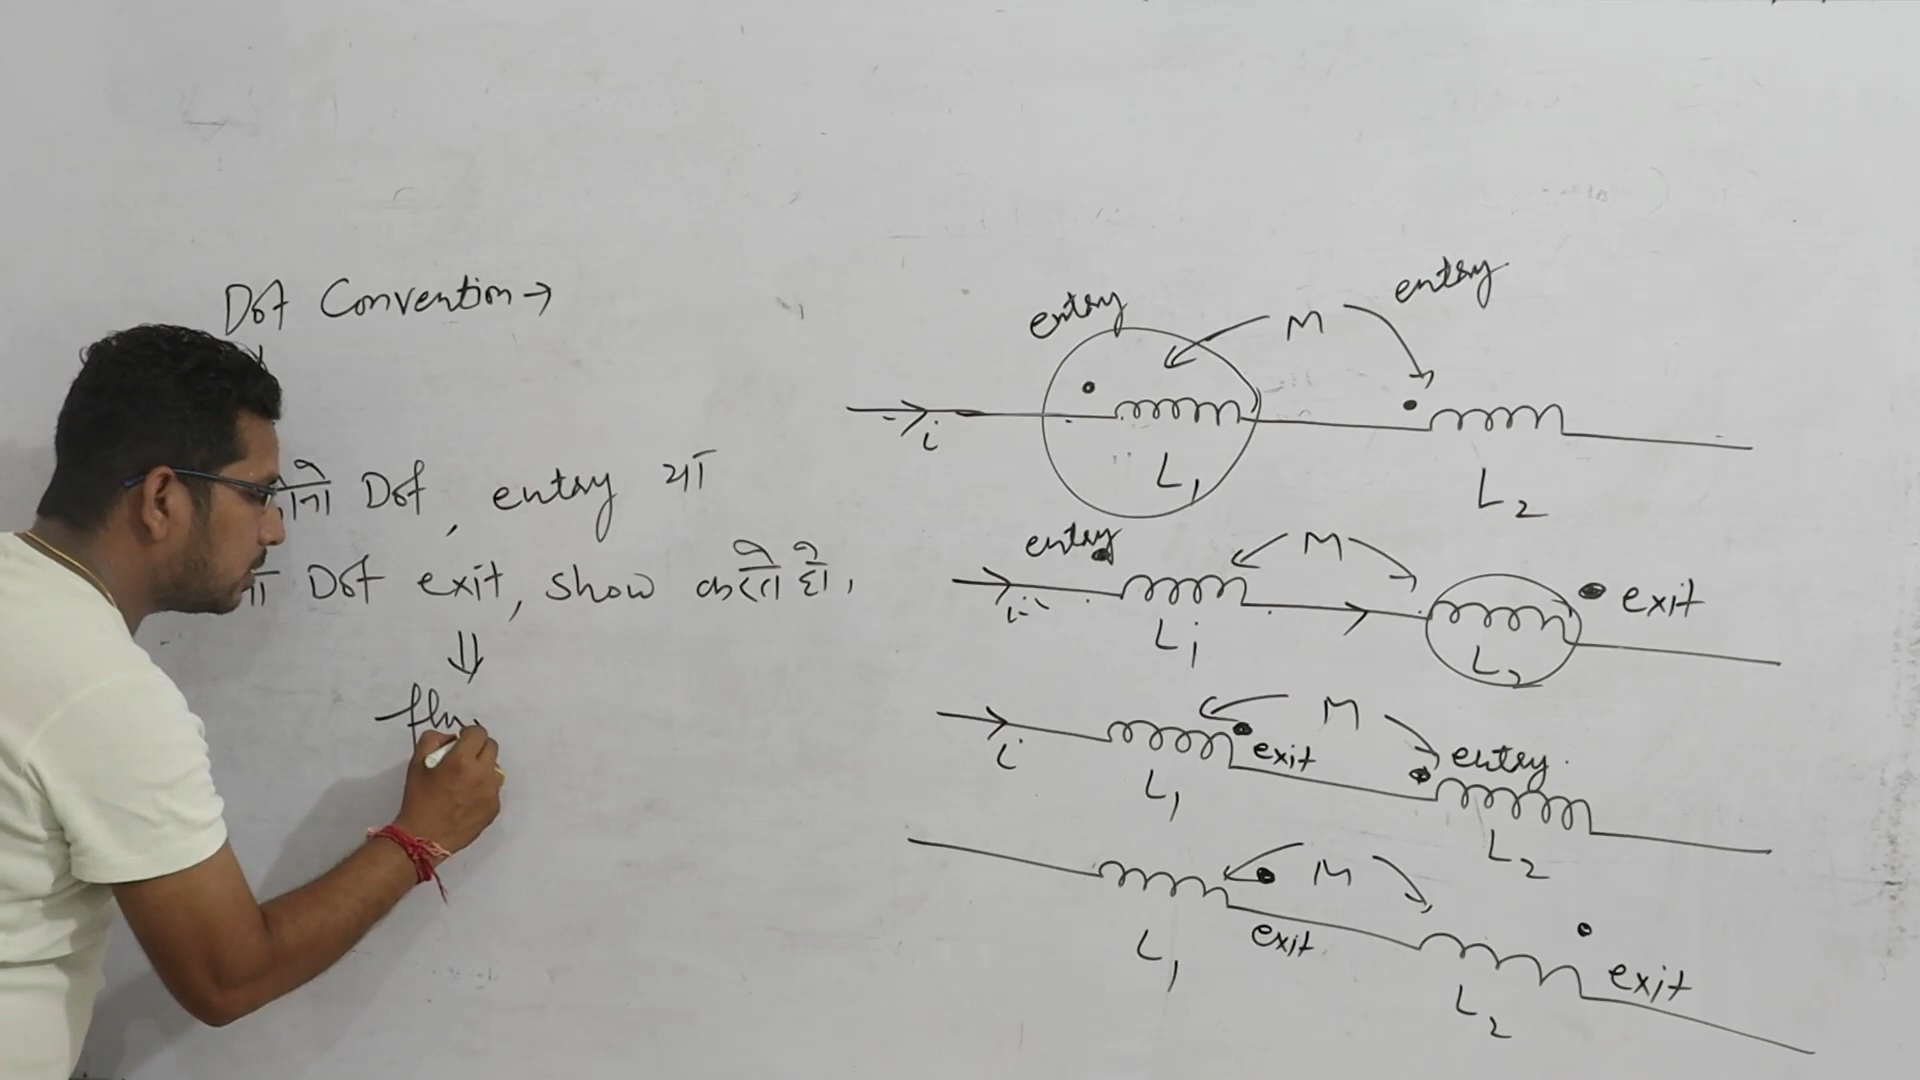 Dot Convention →
Dot, entry या
Dot exit, show करते हो,
⇓
flu
entry M entry
i L1 L2
entry M
i L1 L2 exit
M
i L1 exit entry L2
M
L1 exit L2 exit